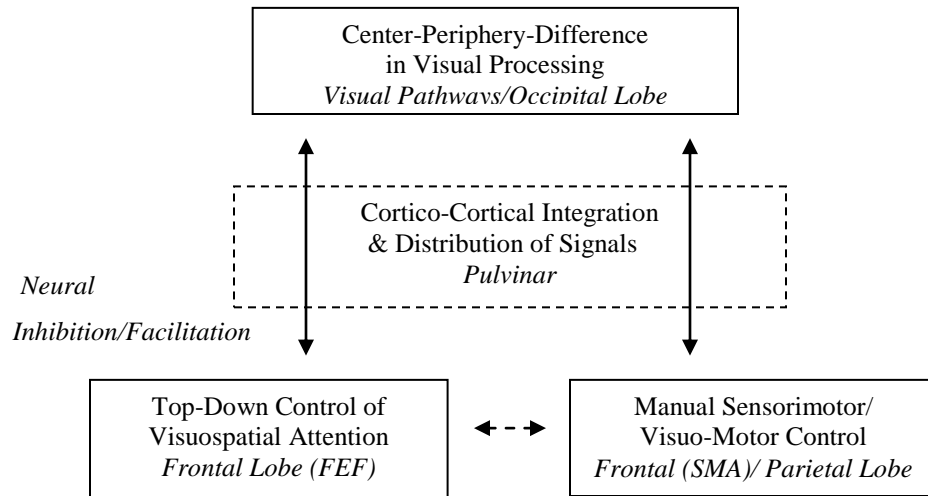 Center-Periphery-Difference
in Visual Processing
Visual Pathways/Occipital Lobe
Cortico-Cortical Integration
& Distribution of Signals
Pulvinar
Neural
Inhibition/Facilitation
Top-Down Control of
Visuospatial Attention
Frontal Lobe (FEF)
Manual Sensorimotor/
Visuo-Motor Control
Frontal (SMA)/ Parietal Lobe